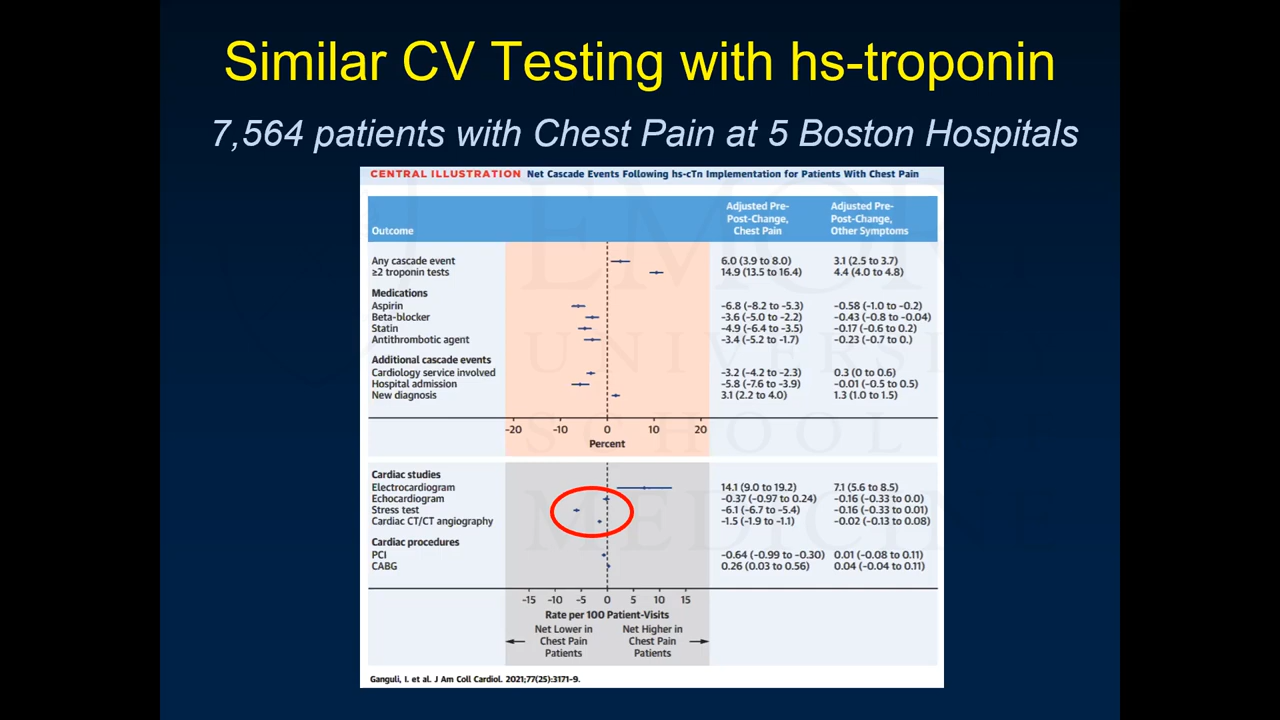 Similar CV Testing with hs-troponin
7,564 patients with Chest Pain at 5 Boston Hospitals
CENTRAL ILLUSTRATION Net Cascade Events Following hs-cTn Implementation for Patients With Chest Pain
Outcome
Adjusted Pre-
Post-Change,
Chest Pain
Adjusted Pre-
Post-Change,
Other Symptoms
Any cascade event 6.0 (3.9 to 8.0) 3.1 (2.5 to 3.7)
≥2 troponin tests 14.9 (13.5 to 16.4) 4.4 (4.0 to 4.8)
Medications
Aspirin -6.8 (-8.2 to -5.3) -0.58 (-1.0 to -0.2)
Beta-blocker -3.6 (-5.0 to -2.2) -0.43 (-0.8 to -0.04)
Statin -4.9 (-6.4 to -3.5) -0.17 (-0.6 to 0.2)
Antithrombotic agent -3.4 (-5.2 to -1.7) -0.23 (-0.7 to 0.)
Additional cascade events
Cardiology service involved -3.2 (-4.2 to -2.3) 0.3 (0 to 0.6)
Hospital admission -5.8 (-7.6 to -3.9) -0.01 (-0.5 to 0.5)
New diagnosis 3.1 (2.2 to 4.0) 1.3 (1.0 to 1.5)
-20 -10 0 10 20
Percent
Cardiac studies
Electrocardiogram 14.1 (9.0 to 19.2) 7.1 (5.6 to 8.5)
Echocardiogram -0.37 (-0.97 to 0.24) -0.16 (-0.33 to 0.0)
Stress test -6.1 (-6.7 to -5.4) -0.16 (-0.33 to 0.01)
Cardiac CT/CT angiography -1.5 (-1.9 to -1.1) -0.02 (-0.13 to 0.08)
Cardiac procedures
PCI -0.64 (-0.99 to -0.30) 0.01 (-0.08 to 0.11)
CABG 0.26 (0.03 to 0.56) 0.04 (-0.04 to 0.11)
-15 -10 -5 0 5 10 15
Rate per 100 Patient-Visits
Net Lower in
Chest Pain
Patients
Net Higher in
Chest Pain
Patients
Ganguli, I. et al. J Am Coll Cardiol. 2021;77(25):3171-9.
EMOR
UNIVERSITY
SCHOOL OF
MEDICINE